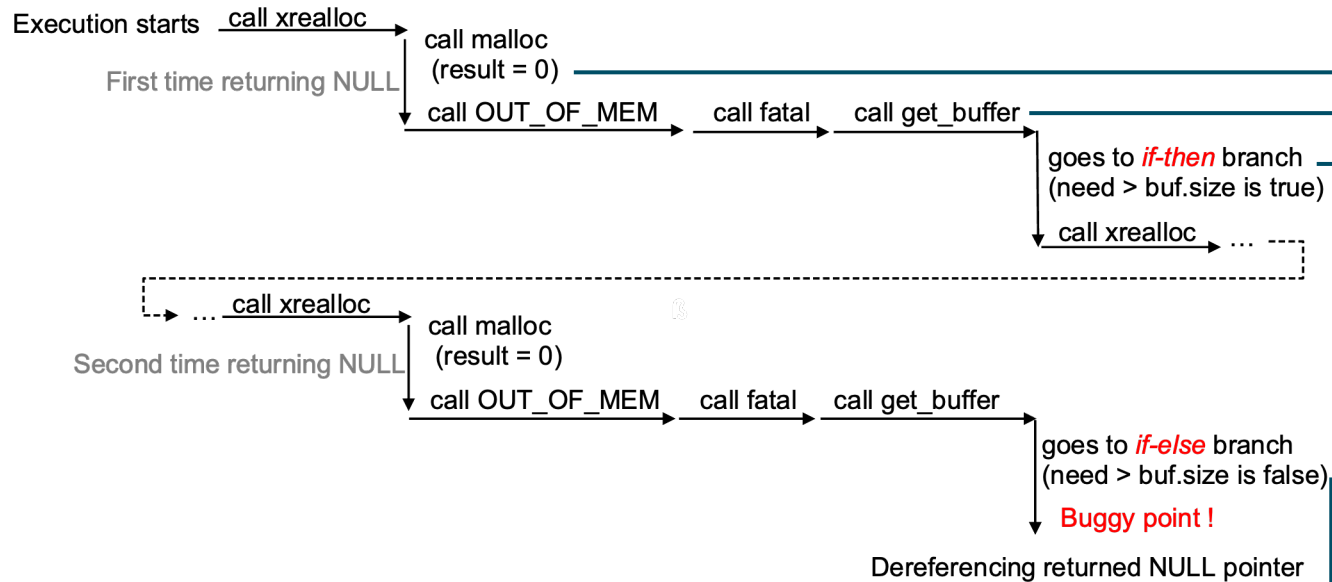 Execution starts
call xrealloc
call malloc
(result = 0)
First time returning NULL
call OUT_OF_MEM
call fatal
call get_buffer
goes to if-then branch
(need > buf.size is true)
call xrealloc
...
...
call xrealloc
call malloc
(result = 0)
Second time returning NULL
call OUT_OF_MEM
call fatal
call get_buffer
goes to if-else branch
(need > buf.size is false)
Buggy point !
Dereferencing returned NULL pointer